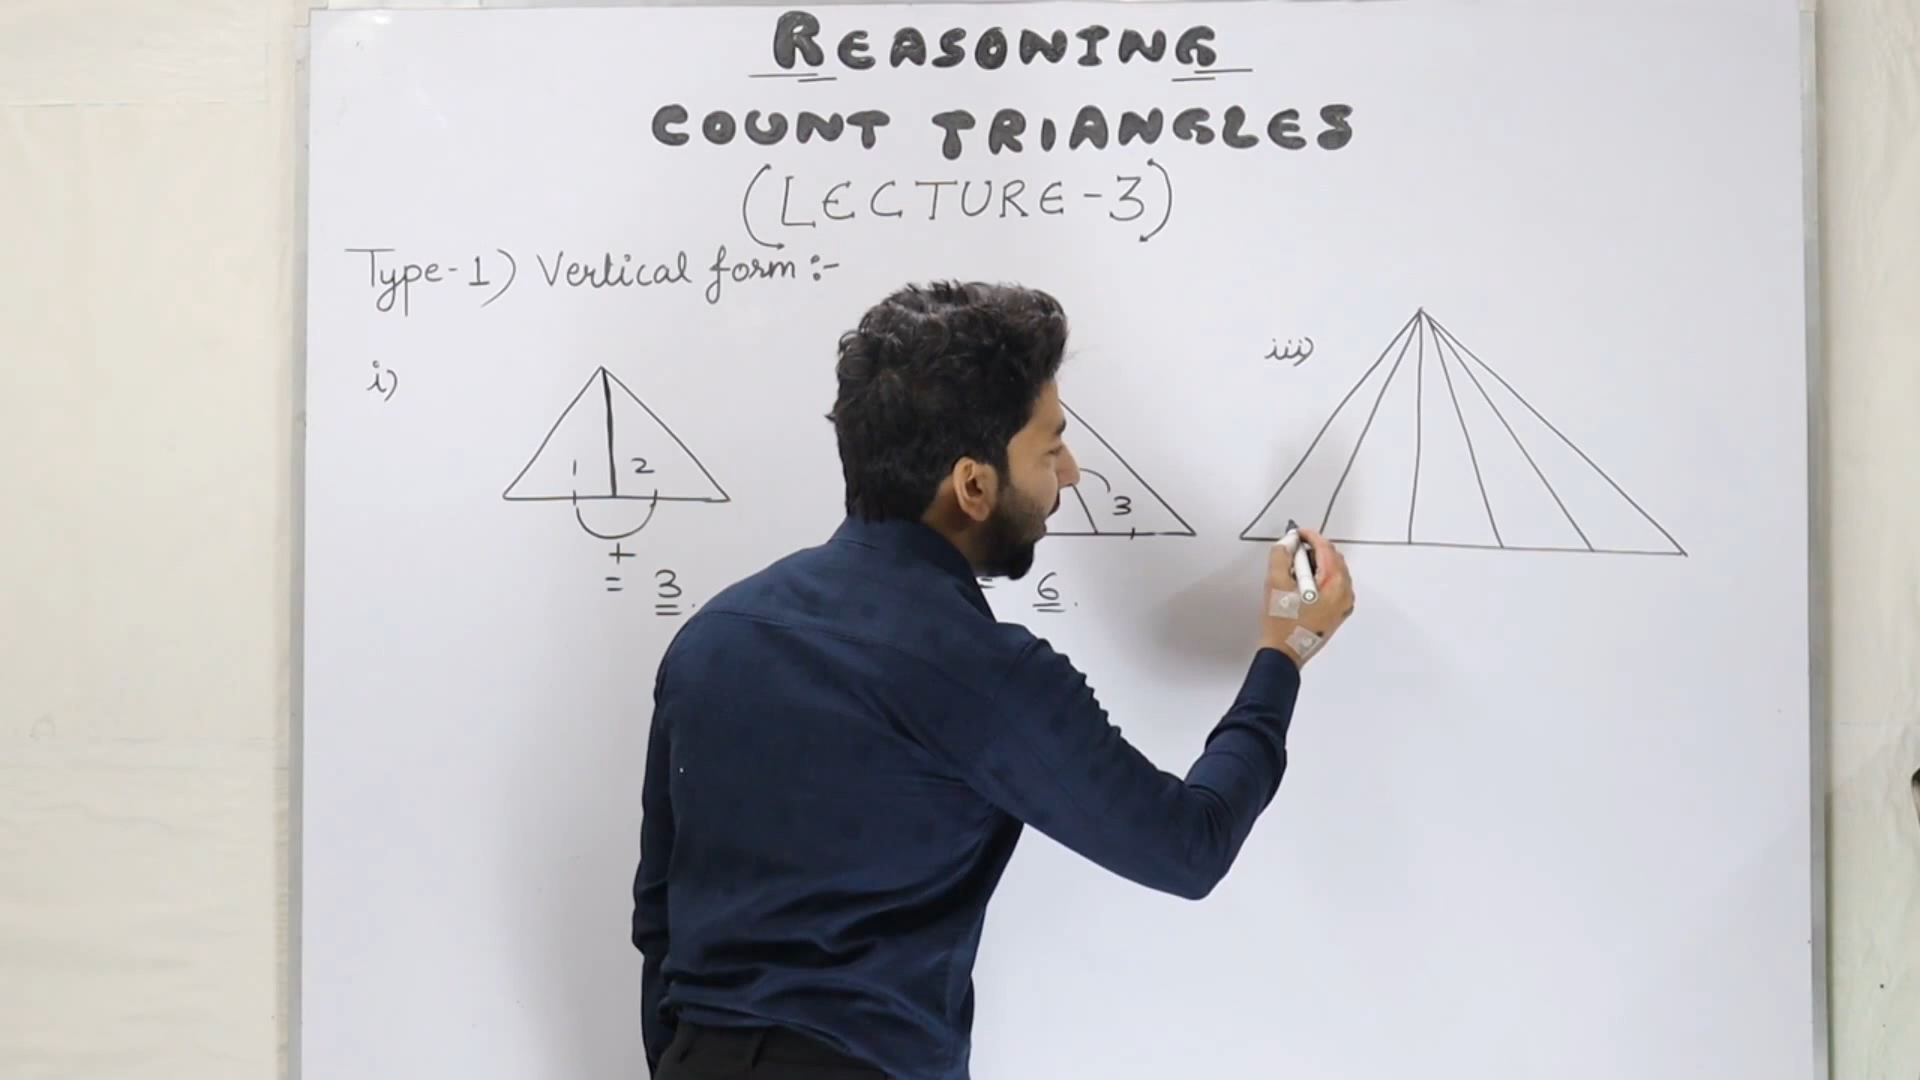 REASONING
COUNT TRIANGLES
(LECTURE-3)
Type-1) Vertical form :-
i)
1 2
+
= 3.
3
= 6.
iii)